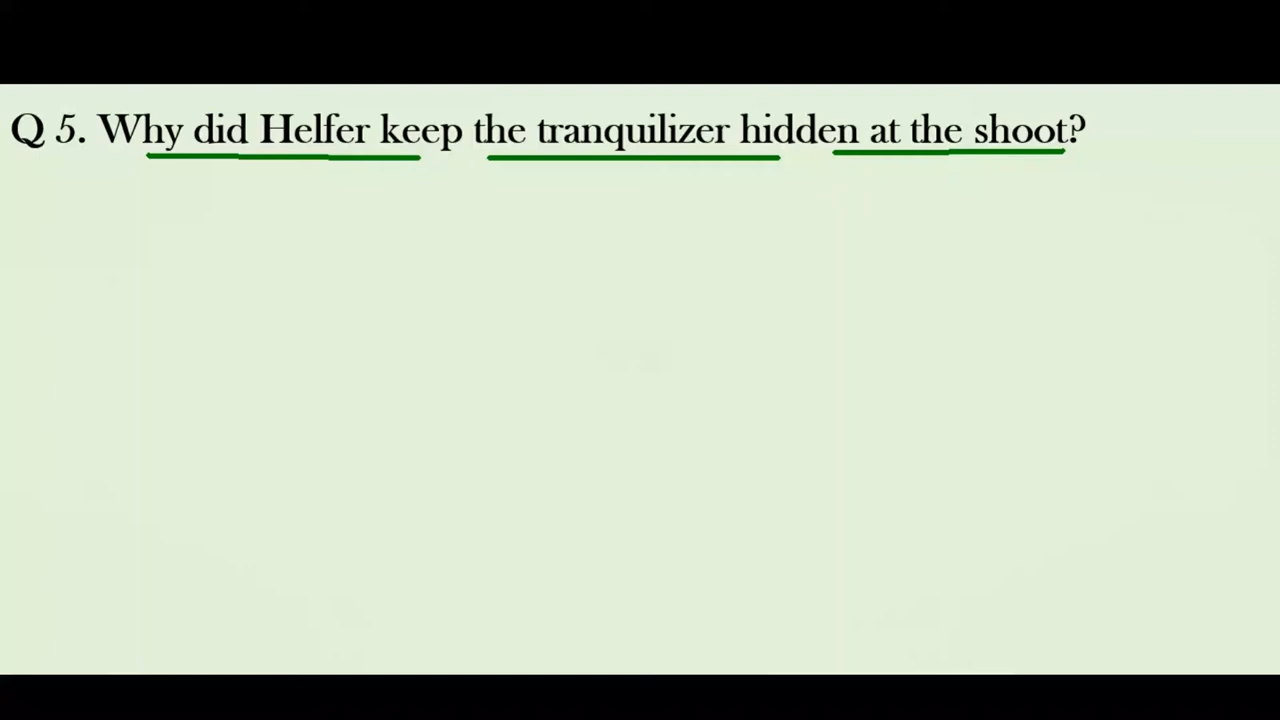 Q 5. Why did Helfer keep the tranquilizer hidden at the shoot?